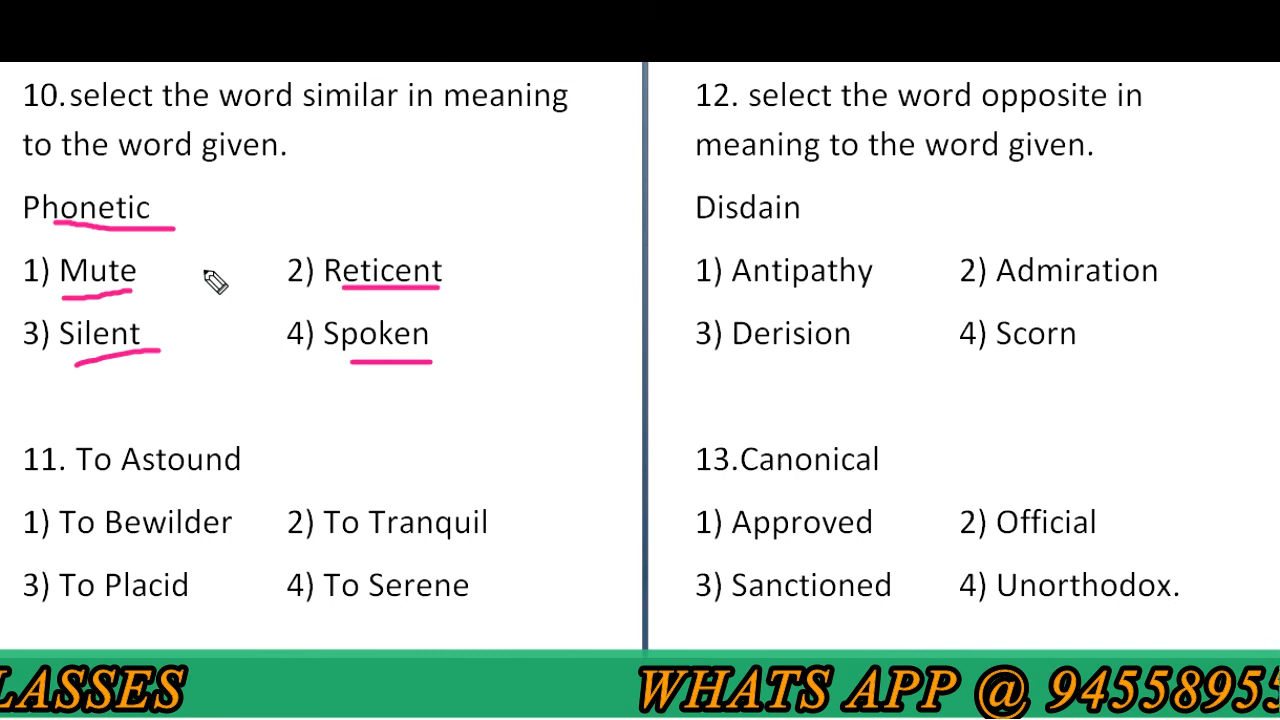 10.select the word similar in meaning
to the word given.
Phonetic
1) Mute 2) Reticent
3) Silent 4) Spoken
11. To Astound
1) To Bewilder 2) To Tranquil
3) To Placid 4) To Serene
12. select the word opposite in
meaning to the word given.
Disdain
1) Antipathy 2) Admiration
3) Derision 4) Scorn
13.Canonical
1) Approved 2) Official
3) Sanctioned 4) Unorthodox.
LASSES WHATS APP @ 9455895